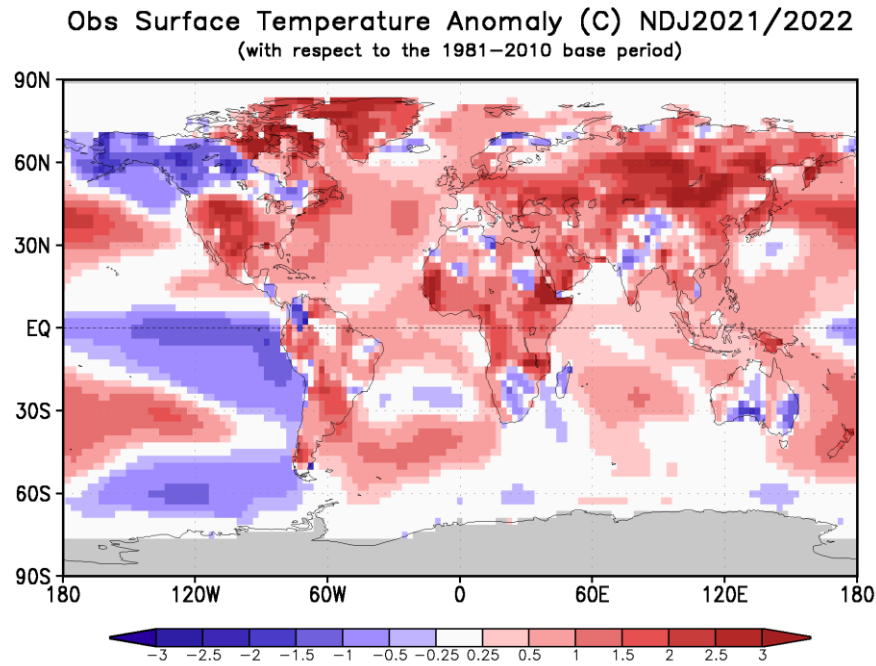 Obs Surface Temperature Anomaly (C) NDJ2021/2022
(with respect to the 1981–2010 base period)
90N
60N
30N
EQ
30S
60S
90S
180 120W 60W 0 60E 120E 180
-3 -2.5 -2 -1.5 -1 -0.5 -0.25 0.25 0.5 1 1.5 2 2.5 3